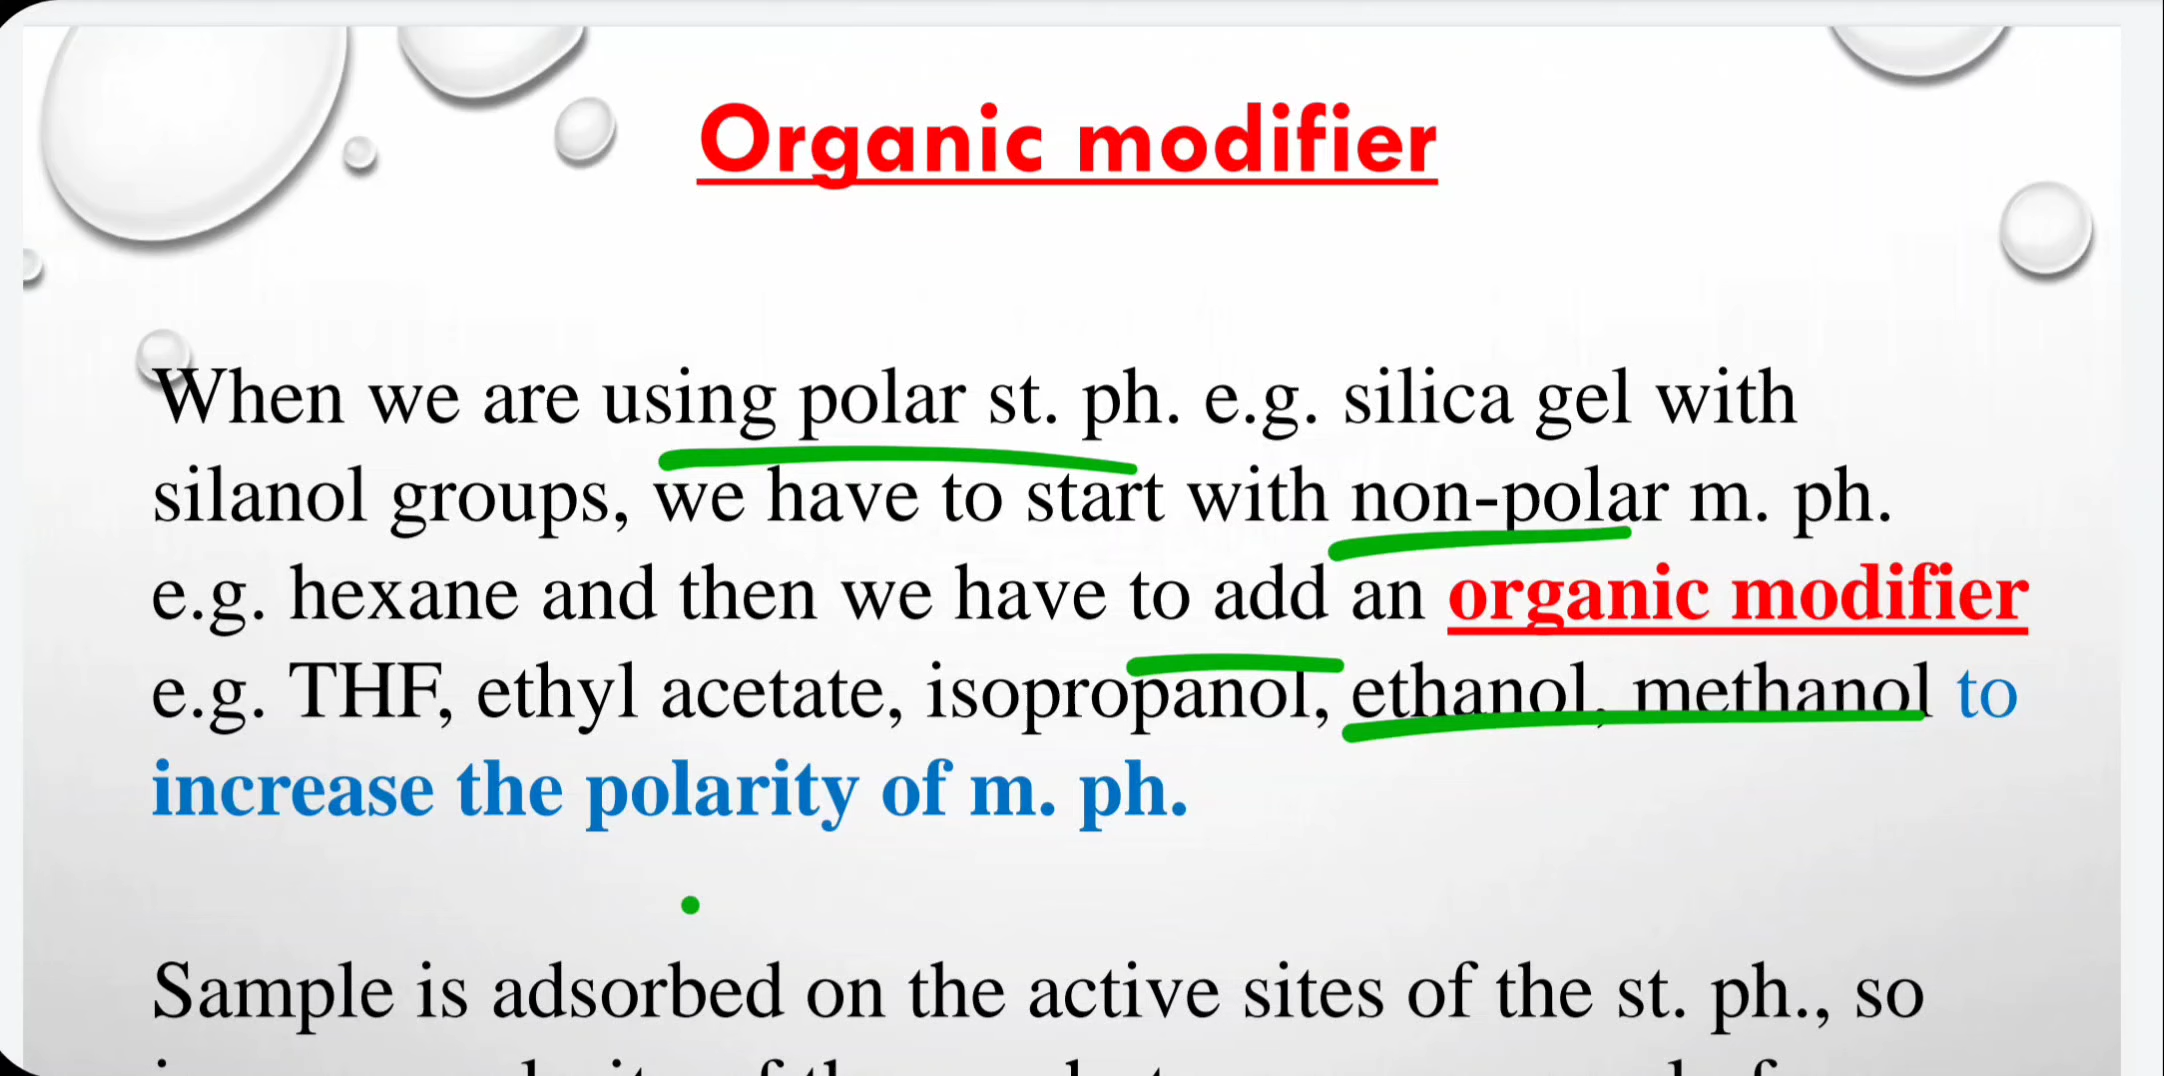 Organic modifier
When we are using polar st. ph. e.g. silica gel with
silanol groups, we have to start with non-polar m. ph.
e.g. hexane and then we have to add an organic modifier
e.g. THF, ethyl acetate, isopropanol, ethanol, methanol to
increase the polarity of m. ph.
Sample is adsorbed on the active sites of the st. ph., so